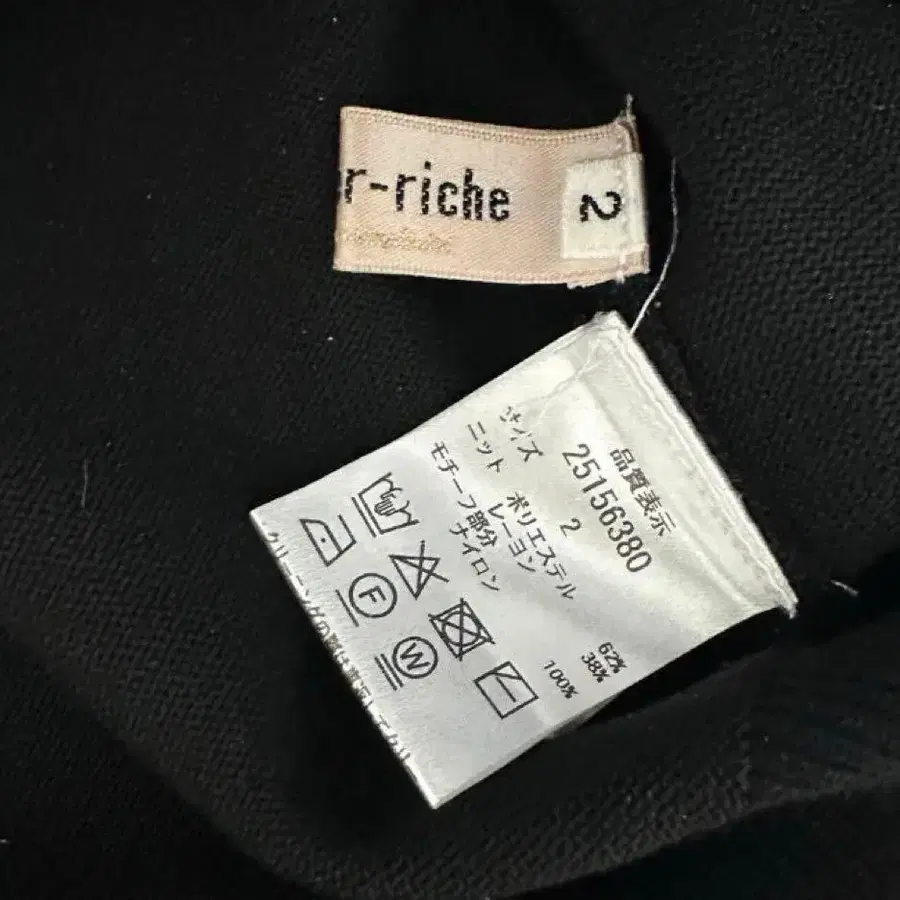 r-riche
2
品質表示
25156380
サイズ 2
ニット ポリエステル 62%
レーヨン 38%
モチーフ部分
ナイロン 100%
F
W